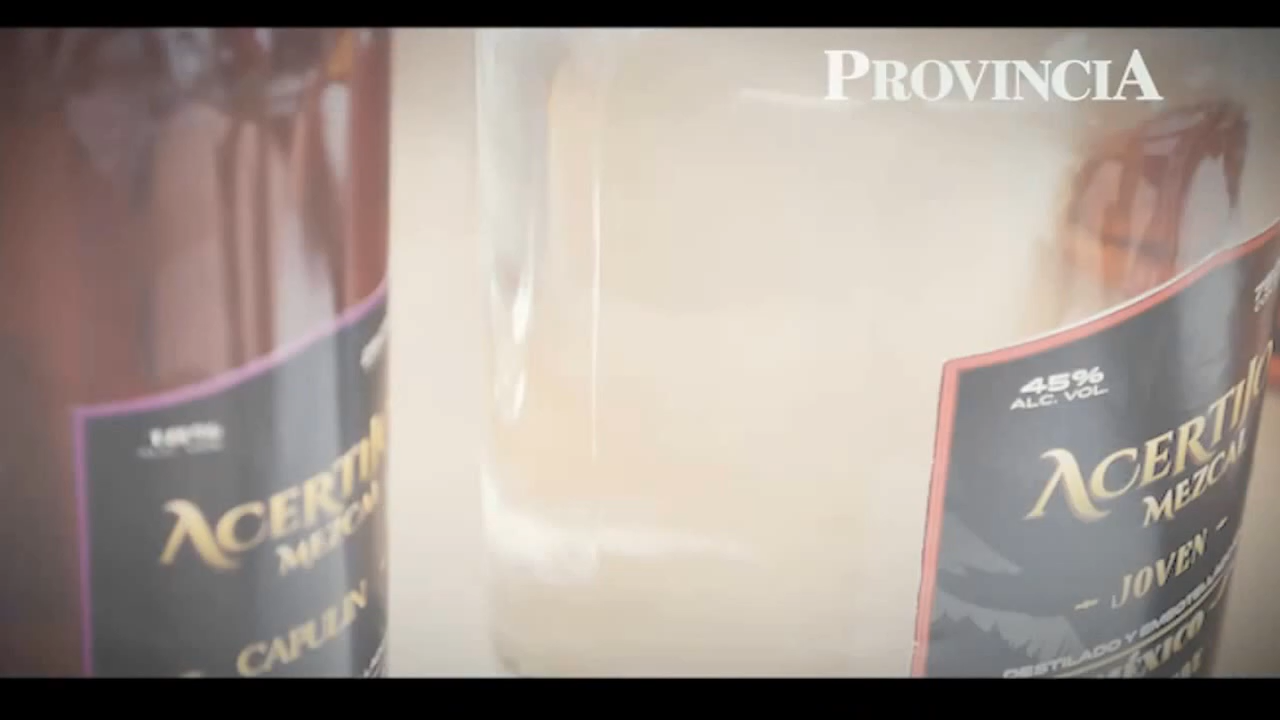 PROVINCIA
ACERTIJO
MEZCAL
CAPULIN
45%
ALC. VOL.
ACERTIJO
MEZCAL
JOVEN
DESTILADO Y
MÉXICO